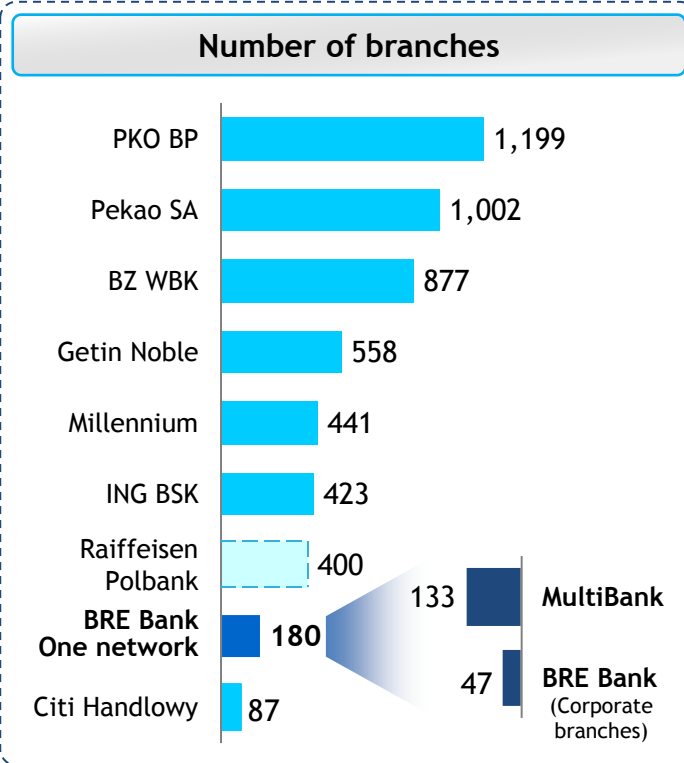 Number of branches
PKO BP
1,199
Pekao SA
1,002
BZ WBK
877
Getin Noble
558
Millennium
441
ING BSK
423
Raiffeisen
Polbank
400
BRE Bank
One network
180
133
MultiBank
47
BRE Bank
(Corporate
branches)
Citi Handlowy
87